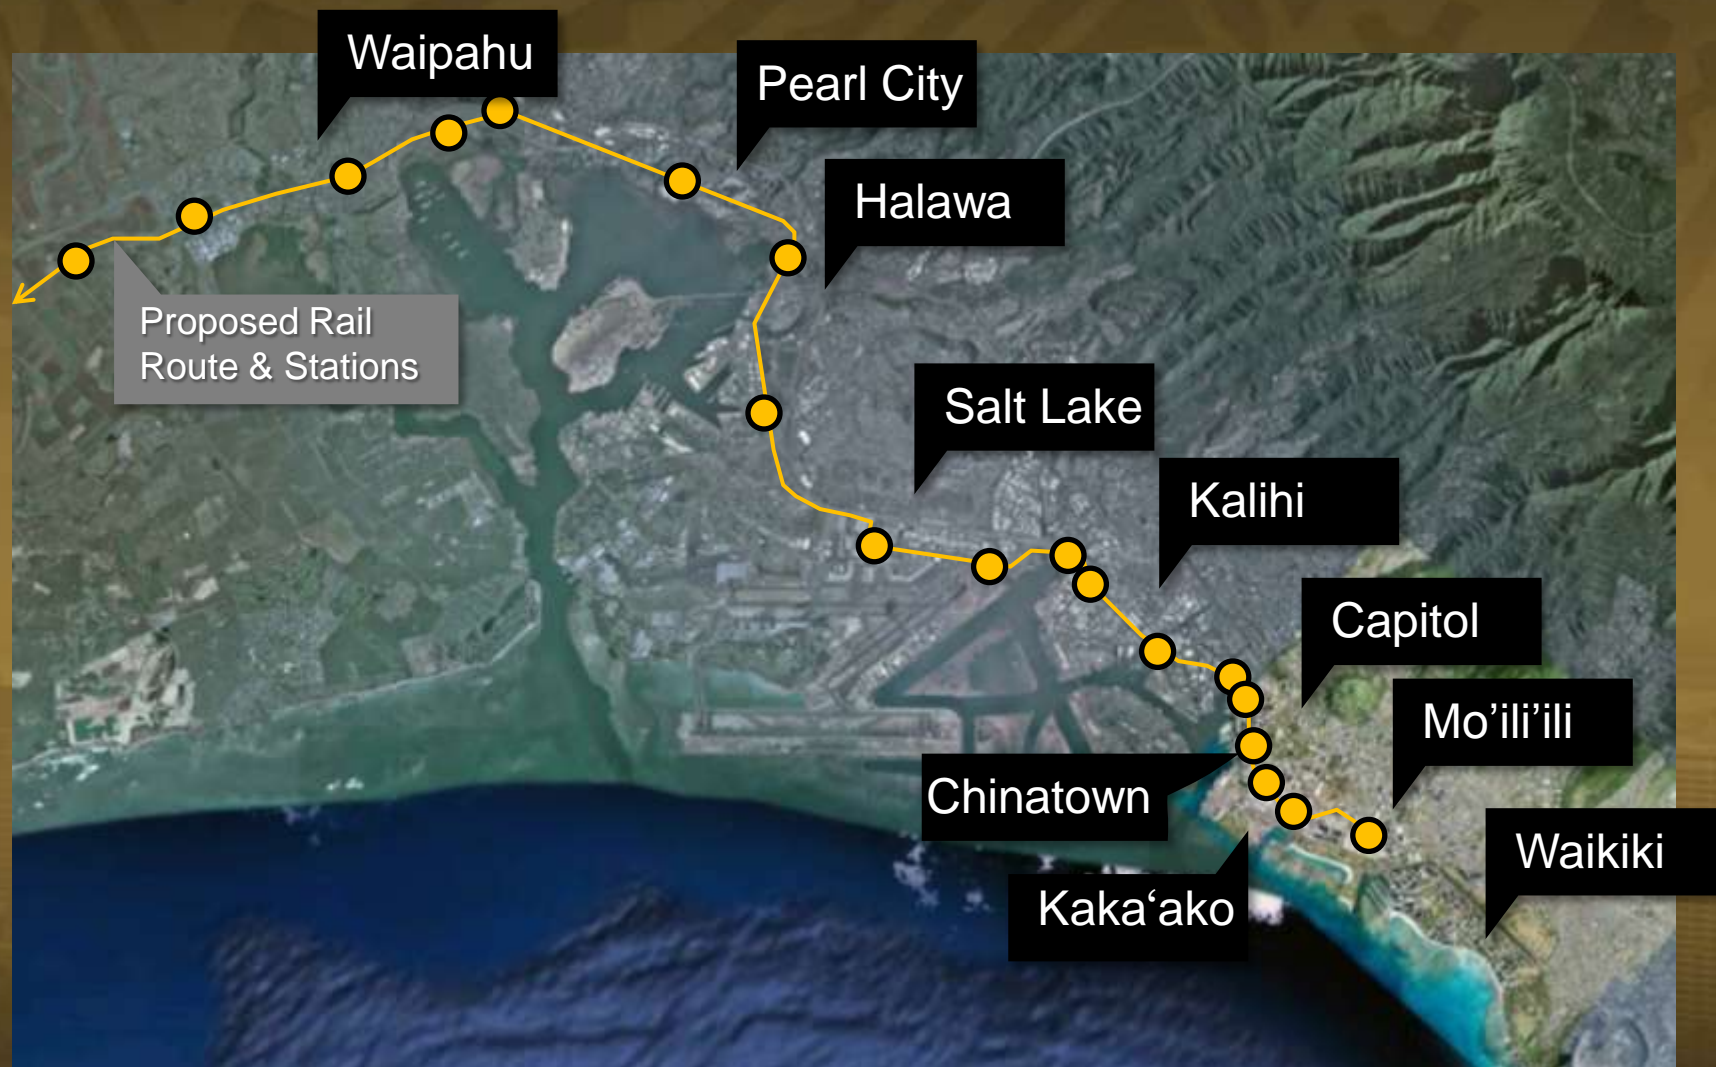 Waipahu
Pearl City
Halawa
Proposed Rail
Route & Stations
Salt Lake
Kalihi
Capitol
Mo’ili’ili
Chinatown
Waikiki
Kaka‘ako